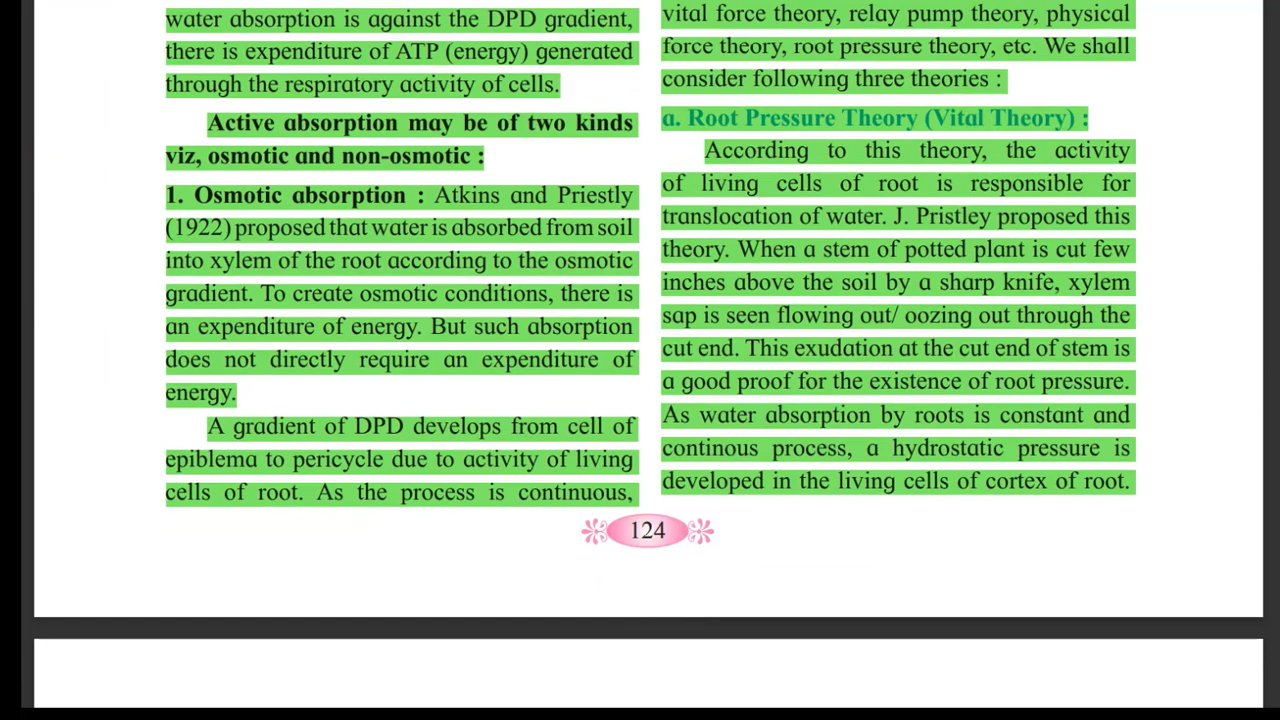 water absorption is against the DPD gradient,
there is expenditure of ATP (energy) generated
through the respiratory activity of cells.
Active absorption may be of two kinds
viz, osmotic and non-osmotic :
1. Osmotic absorption : Atkins and Priestly
(1922) proposed that water is absorbed from soil
into xylem of the root according to the osmotic
gradient. To create osmotic conditions, there is
an expenditure of energy. But such absorption
does not directly require an expenditure of
energy.
A gradient of DPD develops from cell of
epiblema to pericycle due to activity of living
cells of root. As the process is continuous,
vital force theory, relay pump theory, physical
force theory, root pressure theory, etc. We shall
consider following three theories :
a. Root Pressure Theory (Vital Theory) :
According to this theory, the activity
of living cells of root is responsible for
translocation of water. J. Pristley proposed this
theory. When a stem of potted plant is cut few
inches above the soil by a sharp knife, xylem
sap is seen flowing out/ oozing out through the
cut end. This exudation at the cut end of stem is
a good proof for the existence of root pressure.
As water absorption by roots is constant and
continous process, a hydrostatic pressure is
developed in the living cells of cortex of root.
124